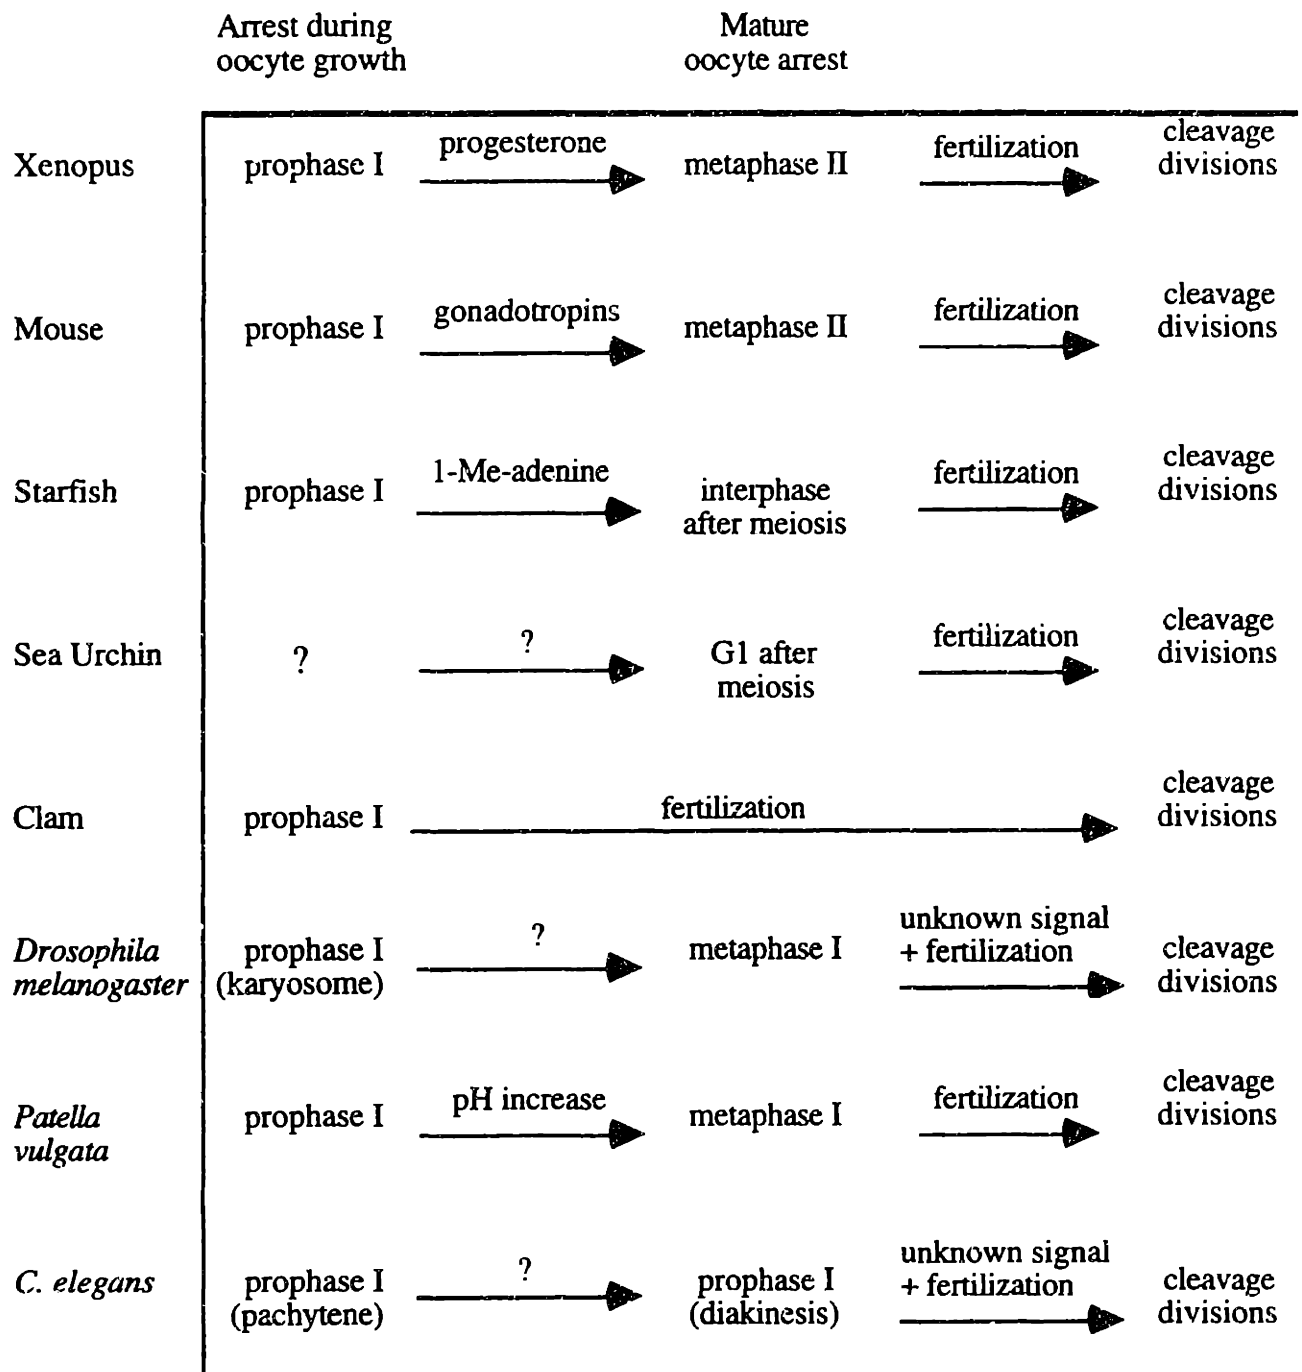 Arrest during
oocyte growth
Mature
oocyte arrest
Xenopus
prophase I
progesterone
metaphase II
fertilization
cleavage
divisions
Mouse
prophase I
gonadotropins
metaphase II
fertilization
cleavage
divisions
Starfish
prophase I
1-Me-adenine
interphase
after meiosis
fertilization
cleavage
divisions
Sea Urchin
?
?
G1 after
meiosis
fertilization
cleavage
divisions
Clam
prophase I
fertilization
cleavage
divisions
Drosophila
melanogaster
prophase I
(karyosome)
?
metaphase I
unknown signal
+ fertilization
cleavage
divisions
Patella
vulgata
prophase I
pH increase
metaphase I
fertilization
cleavage
divisions
C. elegans
prophase I
(pachytene)
?
prophase I
(diakinesis)
unknown signal
+ fertilization
cleavage
divisions